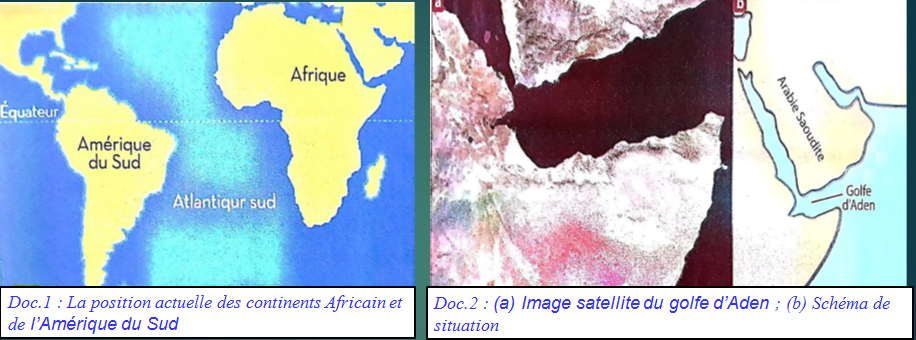 Afrique
Équateur
Amérique
du Sud
Atlantiqur sud
Doc.1 : La position actuelle des continents Africain et
de l'Amérique du Sud
a
b
Arabie Saoudite
Golfe
d'Aden
Doc.2 : (a) Image satellite du golfe d'Aden ; (b) Schéma de
situation